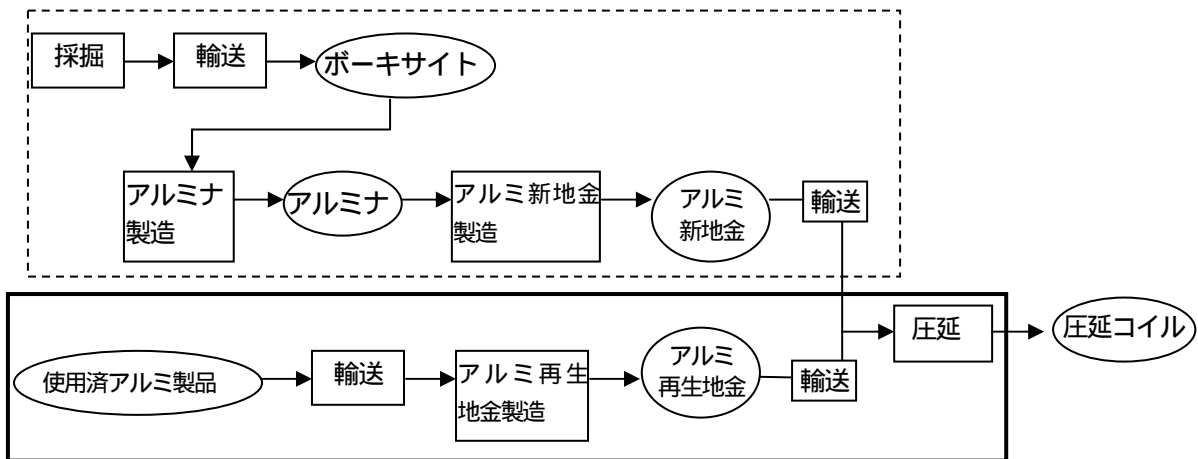 採掘
輸送
ボーキサイト
アルミナ
製造
アルミナ
アルミ新地金
製造
アルミ
新地金
輸送
使用済アルミ製品
輸送
アルミ再生
地金製造
アルミ
再生地金
輸送
圧延
圧延コイル